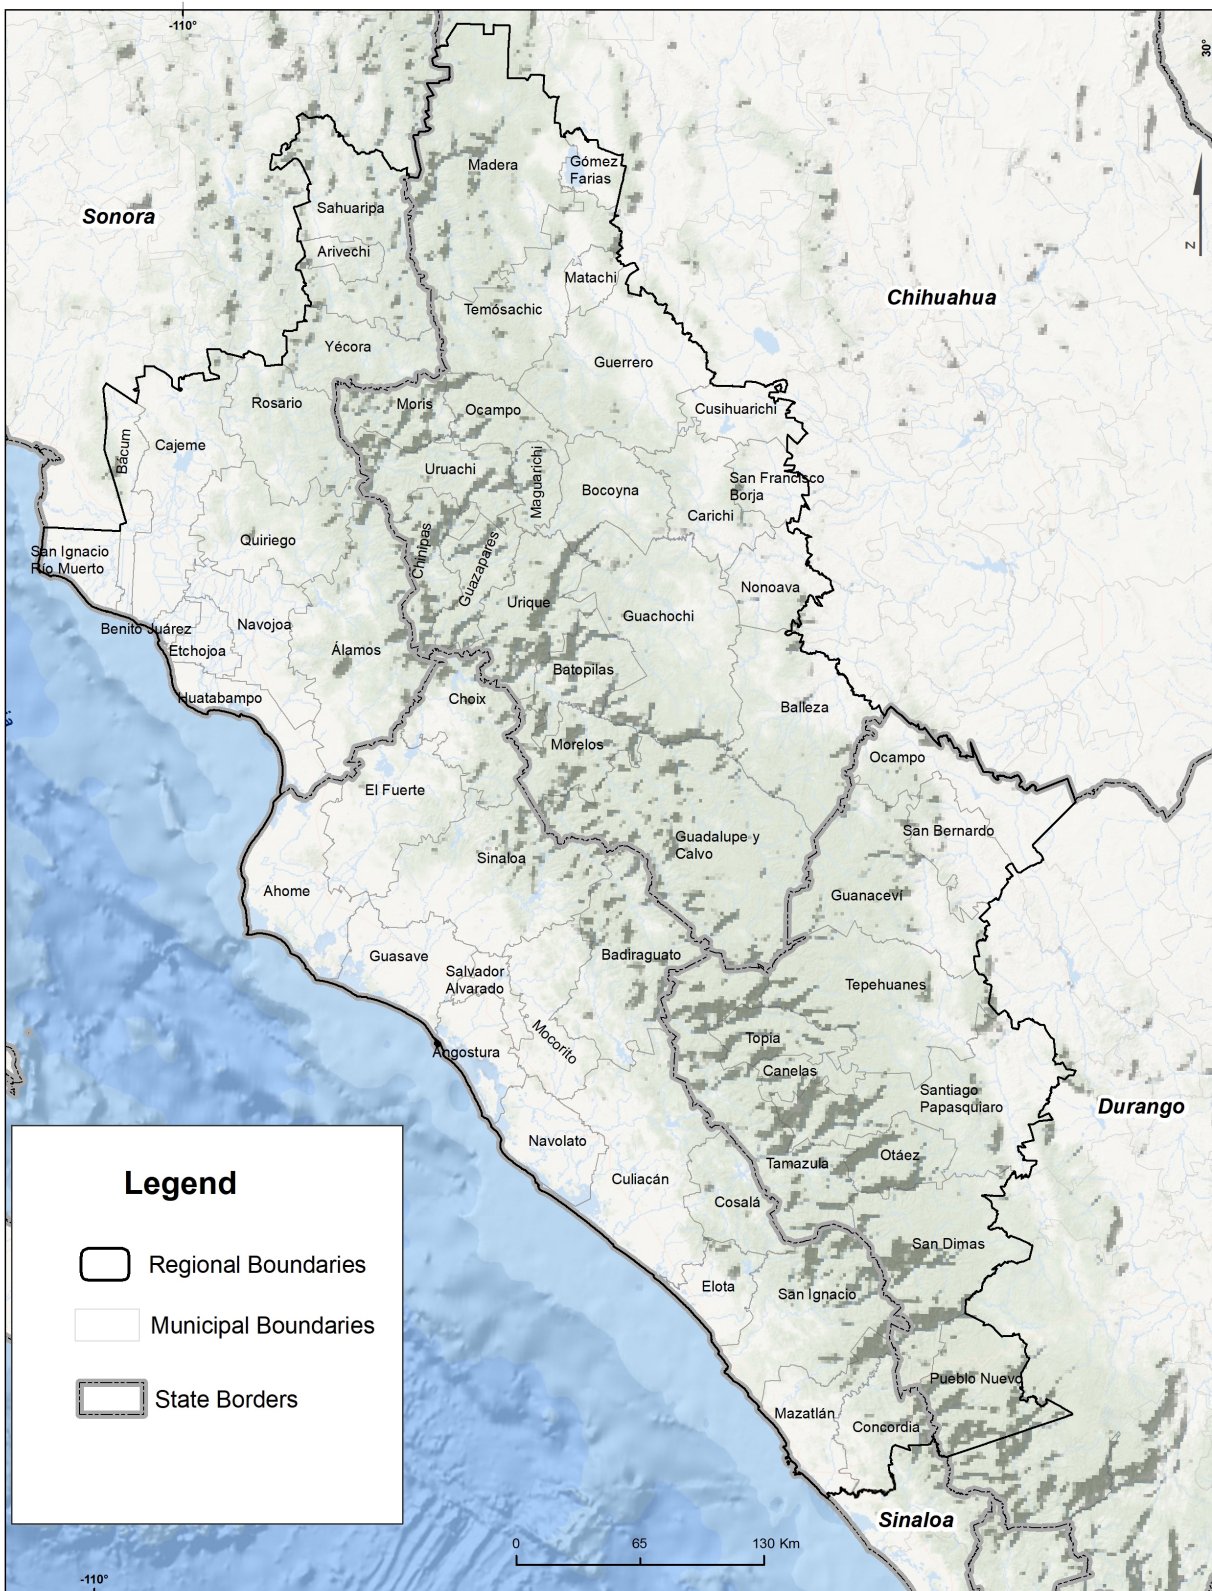 -110°
30°
Madera
Gómez
Farias
Sahuaripa
Sonora
Arivechi
N
Matachi
Chihuahua
Temósachic
Yécora
Guerrero
Rosario
Moris
Ocampo
Cusihuarichi
Bácum
Cajeme
Uruachi
Maguarichi
Bocoyna
San Francisco
Borja
Carichi
Quiriego
Chinipas
Guazapares
San Ignacio
Río Muerto
Nonoava
Urique
Guachochi
Benito Juárez
Navojoa
Etchojoa
Álamos
Batopilas
Huatabampo
Choix
Balleza
Morelos
Ocampo
El Fuerte
San Bernardo
Guadalupe y
Calvo
Sinaloa
Ahome
Guanaceví
Guasave
Badiraguato
Salvador
Alvarado
Tepehuanes
Mocorito
Topía
Angostura
Canelas
Santiago
Papasquiaro
Durango
Navolato
Otáez
Tamazula
Culiacán
Cosalá
San Dimas
Elota
San Ignacio
Pueblo Nuevo
Mazatlán
Concordia
Sinaloa
Legend
Regional Boundaries
Municipal Boundaries
State Borders
0 65 130 Km
-110°